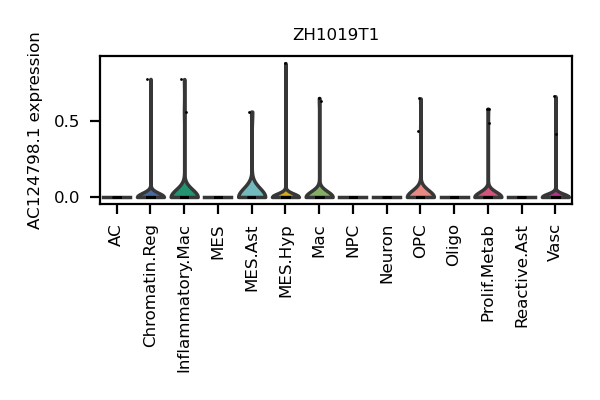 ZH1019T1
AC124798.1 expression
0.5
0.0
AC
Chromatin.Reg
Inflammatory.Mac
MES
MES.Ast
MES.Hyp
Mac
NPC
Neuron
OPC
Oligo
Prolif.Metab
Reactive.Ast
Vasc